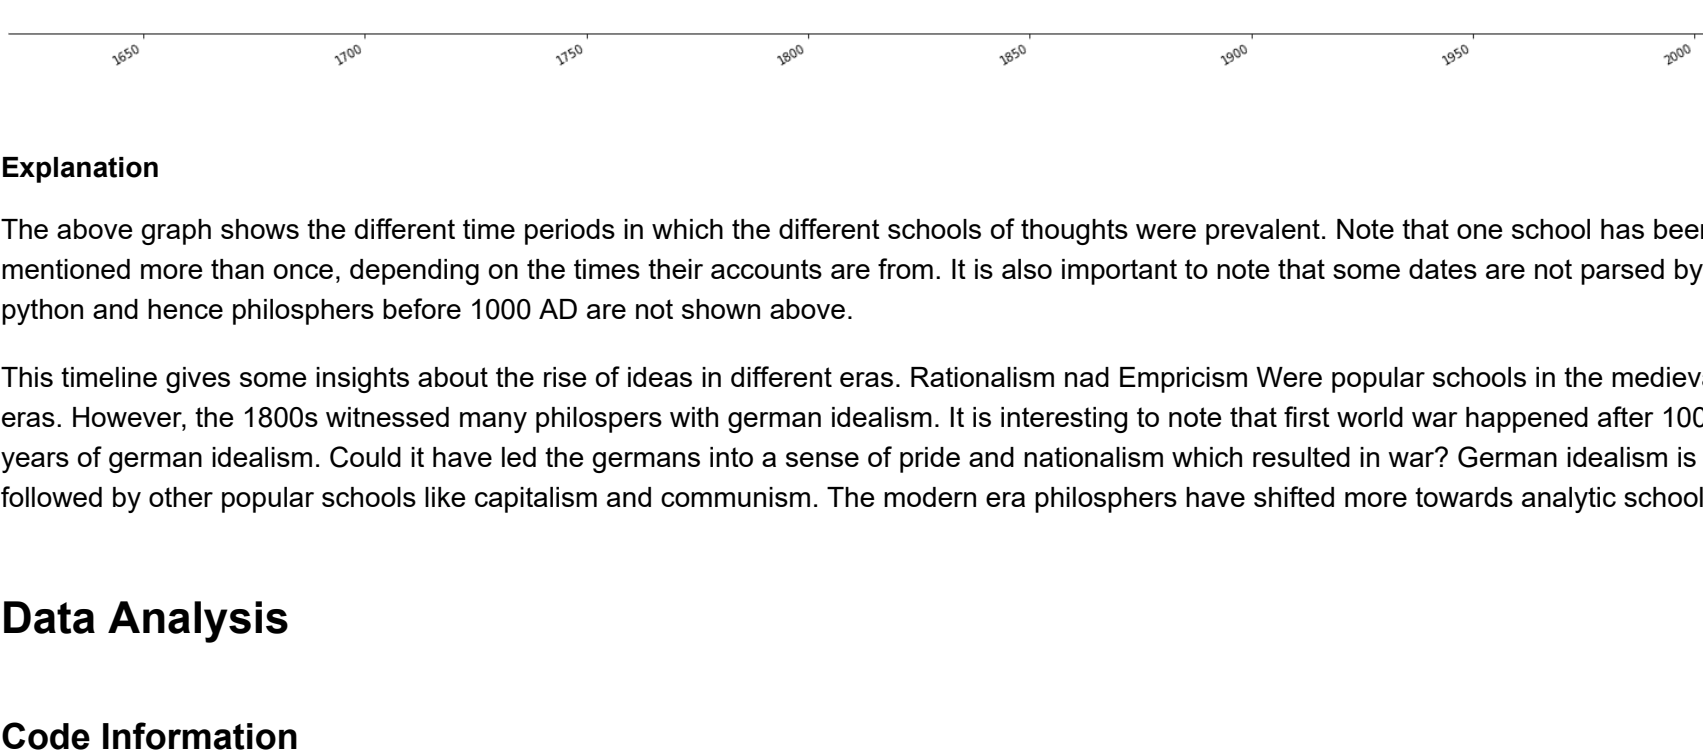 1650 1700 1750 1800 1850 1900 1950 2000
Explanation
The above graph shows the different time periods in which the different schools of thoughts were prevalent. Note that one school has been
mentioned more than once, depending on the times their accounts are from. It is also important to note that some dates are not parsed by
python and hence philosphers before 1000 AD are not shown above.
This timeline gives some insights about the rise of ideas in different eras. Rationalism nad Empricism Were popular schools in the
eras. However, the 1800s witnessed many philospers with german idealism. It is interesting to note that first world war happened after 100
years of german idealism. Could it have led the germans into a sense of pride and nationalism which resulted in war? German idealism is
followed by other popular schools like capitalism and communism. The modern era philosphers have shifted more towards analytic school
Data Analysis
Code Information